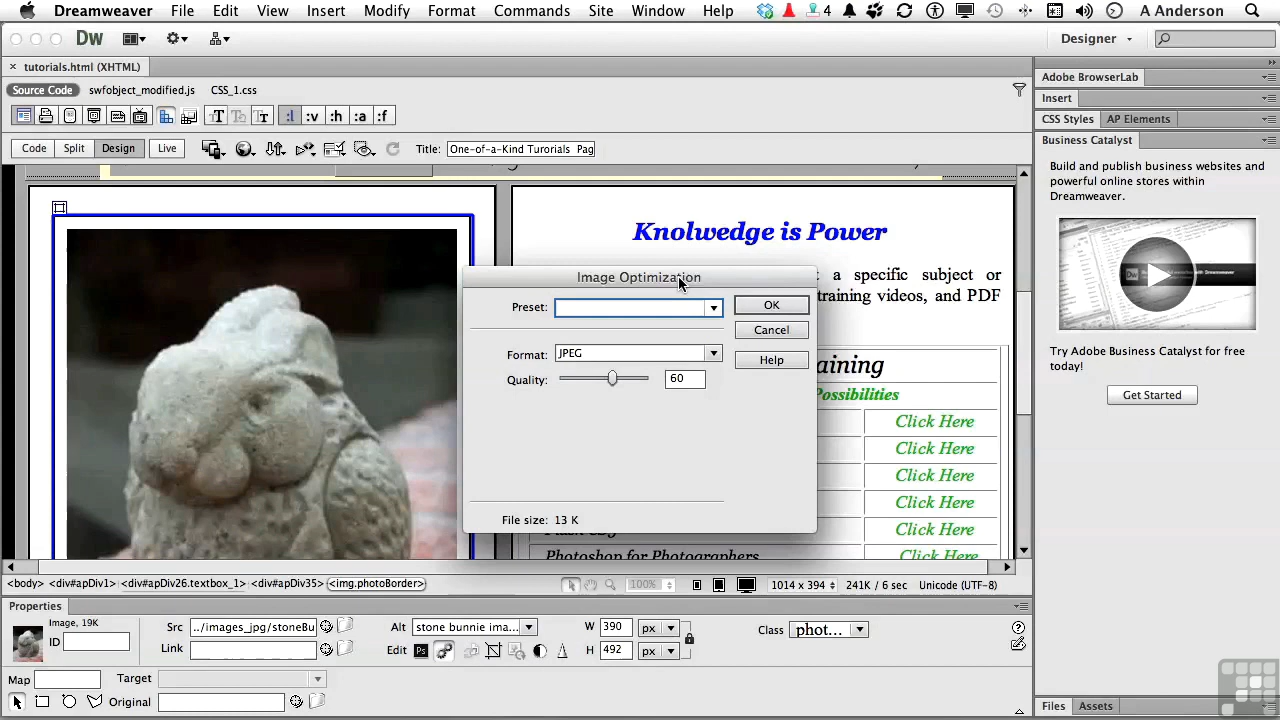 Dreamweaver File Edit View Insert Modify Format Commands Site Window Help 4 A Anderson
Dw Designer
tutorials.html (XHTML)
Source Code swfobject_modified.js CSS_1.css
T To TT :l :v :h :a :f
Code Split Design Live Title: One-of-a-Kind Turorials Pag
Adobe BrowserLab
Insert
CSS Styles AP Elements
Business Catalyst
Build and publish business websites and
powerful online stores within
Dreamweaver.
Try Adobe Business Catalyst for free
today!
Get Started
Knolwedge is Power
a specific subject or
training videos, and PDF
aining
Possibilities
Click Here
Click Here
Click Here
Click Here
Click Here
Photoshop for Photographers Click Here
Image Optimization
Preset: OK
Cancel
Format: JPEG Help
Quality: 60
File size: 13 K
<body> <div#apDiv1> <div#apDiv26.textbox_1> <div#apDiv35> <img.photoBorder> 100% 1014 x 394 241K / 6 sec Unicode (UTF-8)
Properties
Image, 19K Src ../images_jpg/stoneBu Alt stone bunnie ima... W 390 px Class phot...
ID Link Edit Ps H 492 px
Map Target
Original
Files Assets